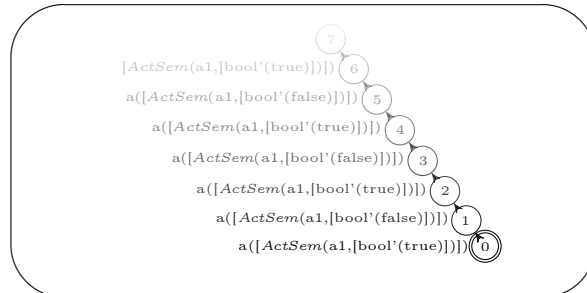 7
[ActSem(a1,[bool'(true)])]) 6
a([ActSem(a1,[bool'(false)])]) 5
a([ActSem(a1,[bool'(true)])]) 4
a([ActSem(a1,[bool'(false)])]) 3
a([ActSem(a1,[bool'(true)])]) 2
a([ActSem(a1,[bool'(false)])]) 1
a([ActSem(a1,[bool'(true)])]) 0